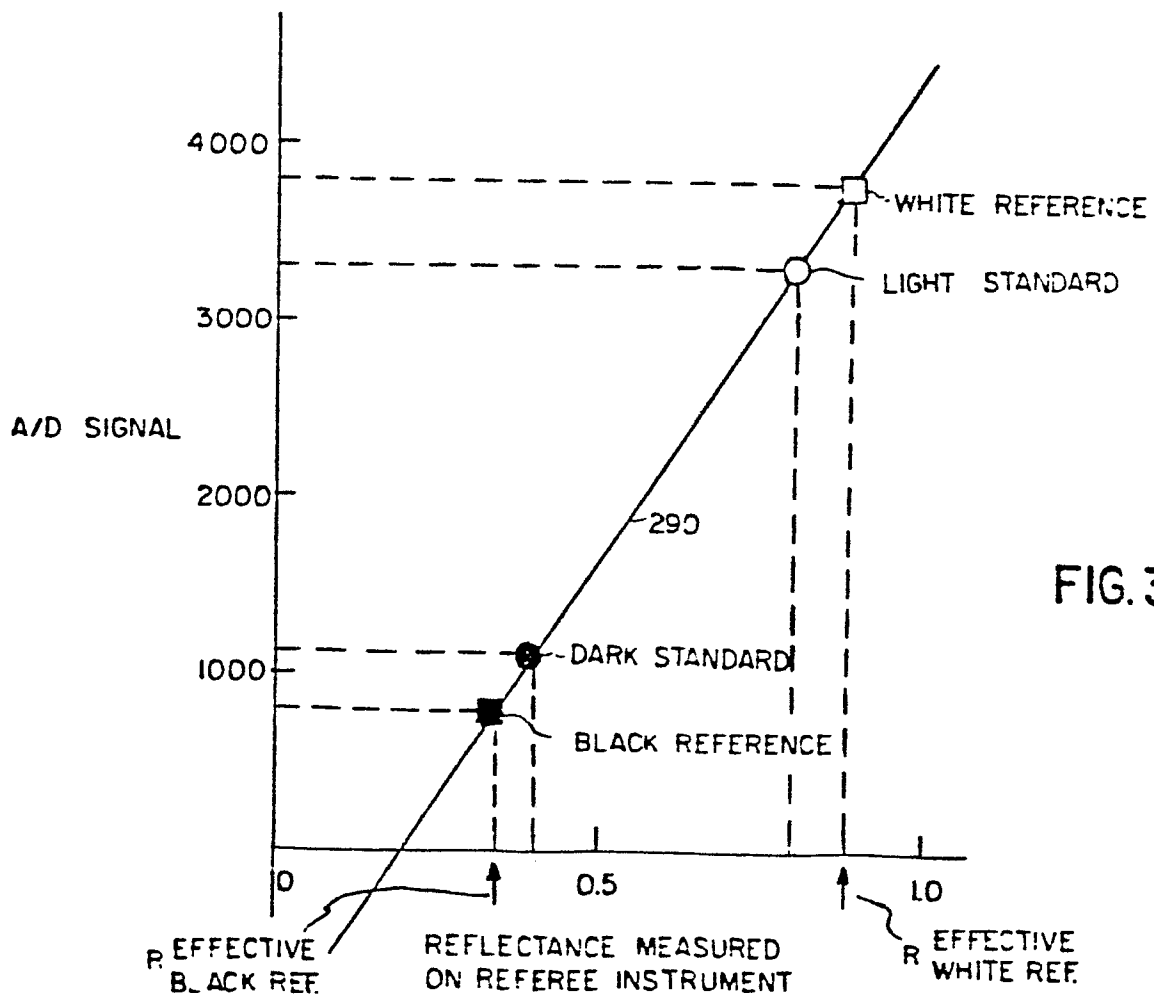 4000
WHITE REFERENCE
LIGHT STANDARD
3000
A/D SIGNAL
2000
290
FIG. 3
DARK STANDARD
1000
BLACK REFERENCE
0
0.5
1.0
R EFFECTIVE
BLACK REF.
REFLECTANCE MEASURED
ON REFEREE INSTRUMENT
R EFFECTIVE
WHITE REF.